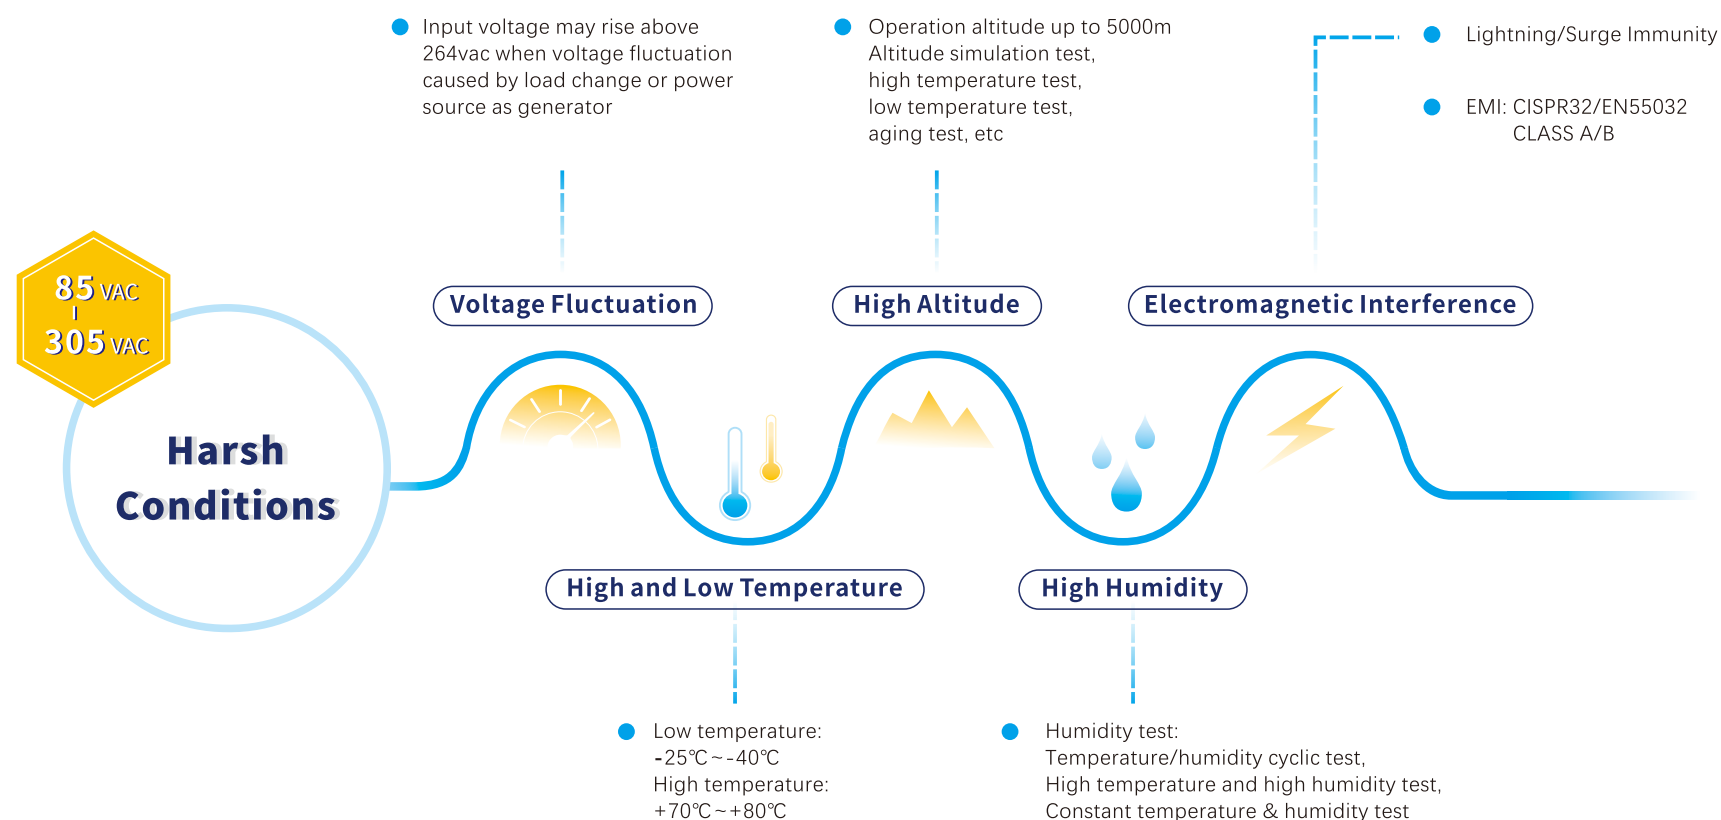 Input voltage may rise above
264vac when voltage fluctuation
caused by load change or power
source as generator
Operation altitude up to 5000m
Altitude simulation test,
high temperature test,
low temperature test,
aging test, etc
Lightning/Surge Immunity
EMI: CISPR32/EN55032
CLASS A/B
85 VAC
-
305 VAC
Harsh
Conditions
Voltage Fluctuation
High Altitude
Electromagnetic Interference
High and Low Temperature
High Humidity
Low temperature:
-25℃~-40℃
High temperature:
+70℃~+80℃
Humidity test:
Temperature/humidity cyclic test,
High temperature and high humidity test,
Constant temperature & humidity test